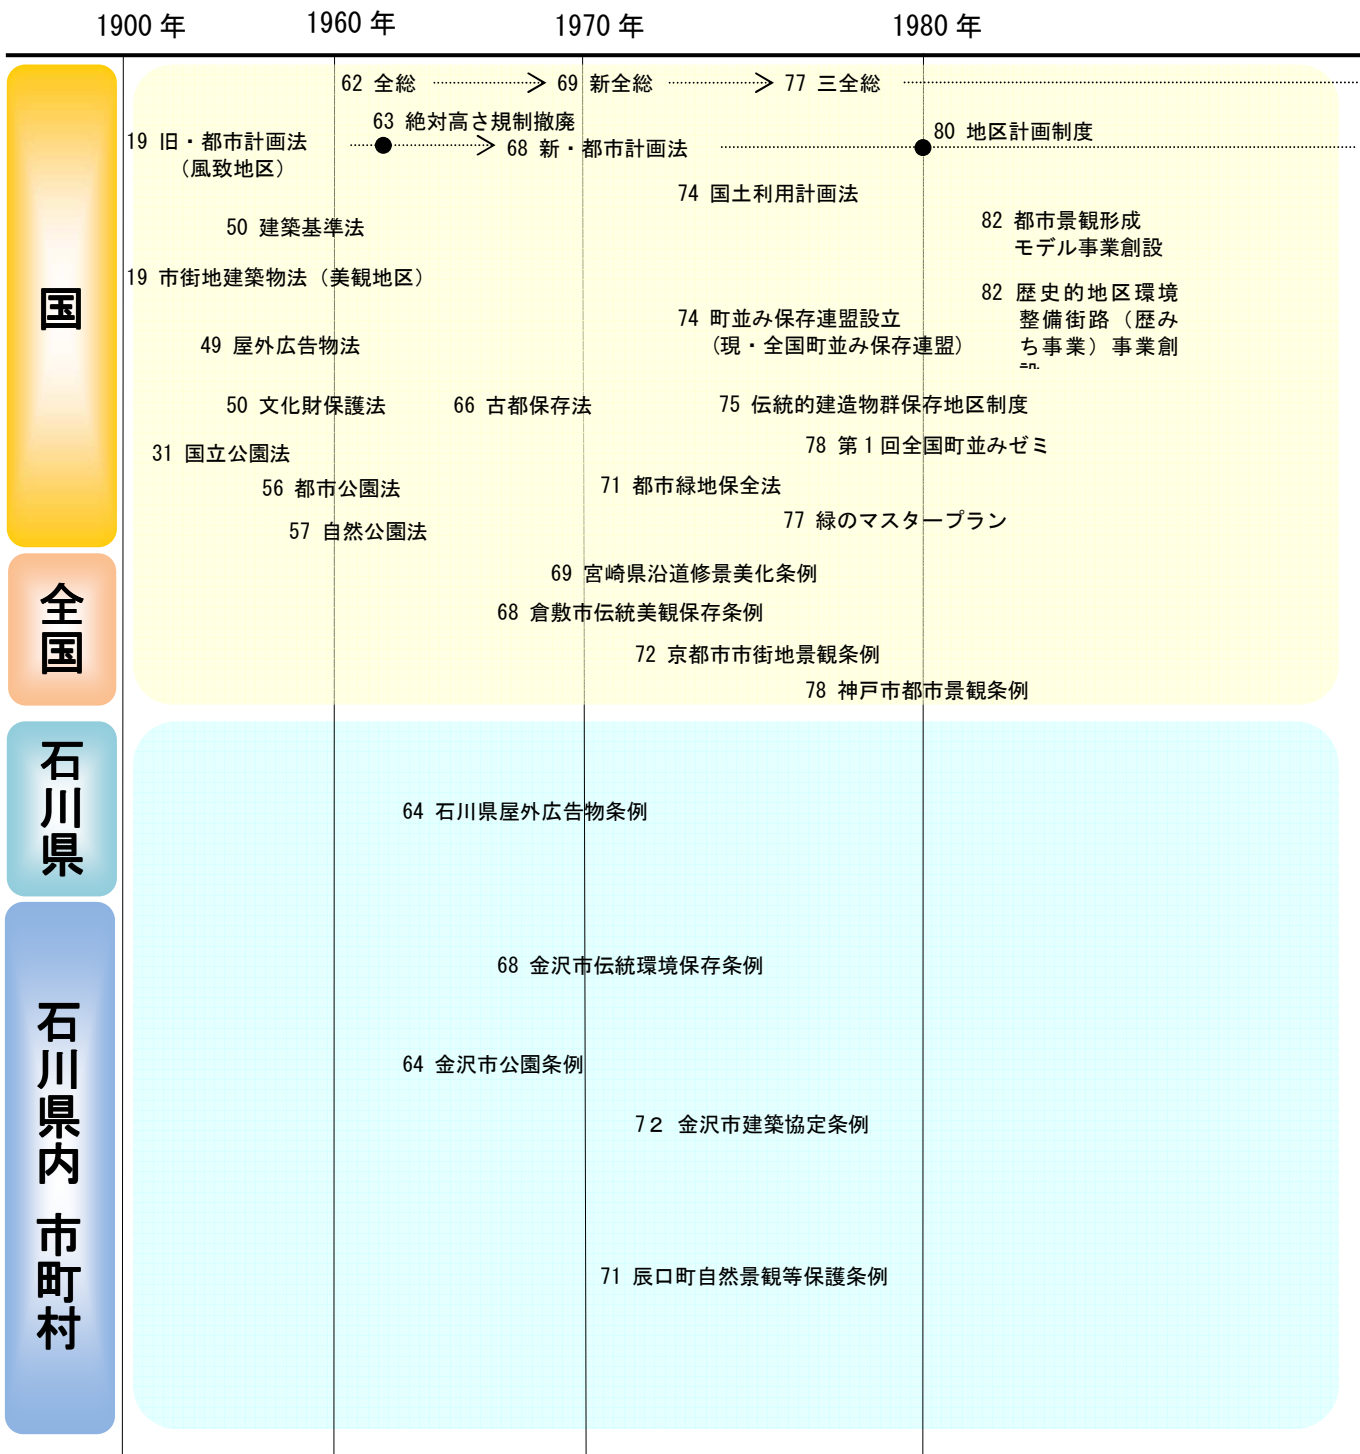 1900 年
1960 年
1970 年
1980 年
国
62 全総
69 新全総
77 三全総
63 絶対高さ規制撤廃
80 地区計画制度
19 旧・都市計画法
（風致地区）
68 新・都市計画法
74 国土利用計画法
50 建築基準法
82 都市景観形成
モデル事業創設
19 市街地建築物法（美観地区）
82 歴史的地区環境
整備街路（歴み
ち事業）事業創
74 町並み保存連盟設立
（現・全国町並み保存連盟）
49 屋外広告物法
50 文化財保護法
66 古都保存法
75 伝統的建造物群保存地区制度
31 国立公園法
78 第１回全国町並みゼミ
56 都市公園法
71 都市緑地保全法
57 自然公園法
77 緑のマスタープラン
全国
69 宮崎県沿道修景美化条例
68 倉敷市伝統美観保存条例
72 京都市市街地景観条例
78 神戸市都市景観条例
石川県
64 石川県屋外広告物条例
石川県内 市町村
68 金沢市伝統環境保存条例
64 金沢市公園条例
7２ 金沢市建築協定条例
71 辰口町自然景観等保護条例